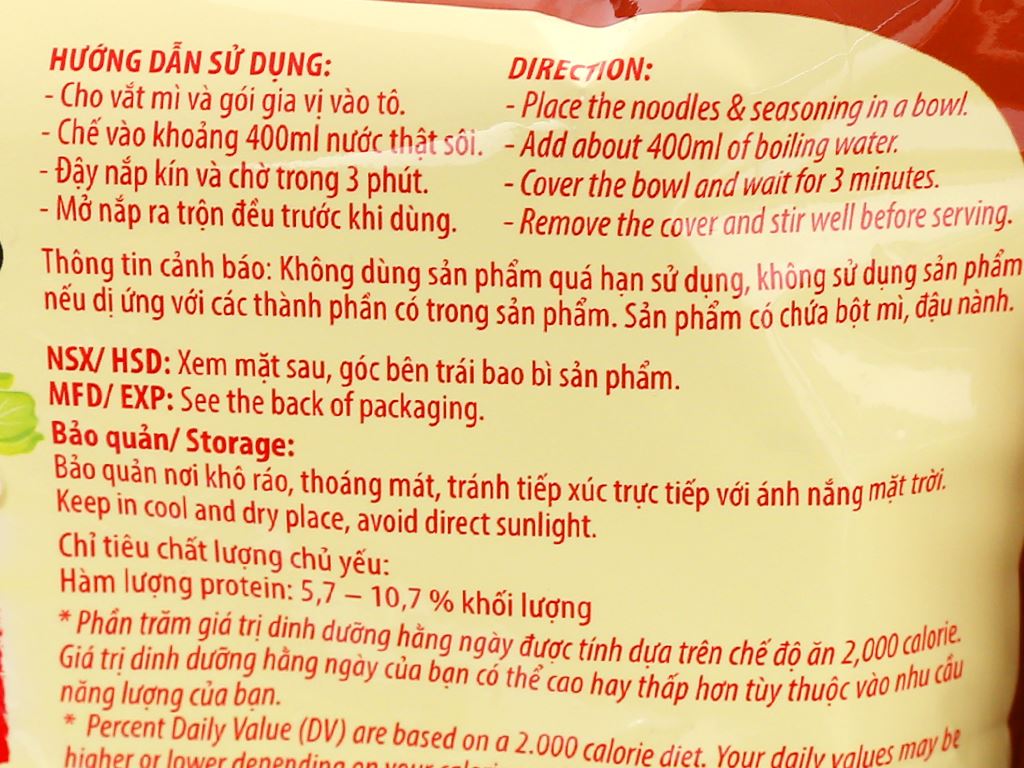 HƯỚNG DẪN SỬ DỤNG:
- Cho vắt mì và gói gia vị vào tô.
- Chế vào khoảng 400ml nước thật sôi.
- Đậy nắp kín và chờ trong 3 phút.
- Mở nắp ra trộn đều trước khi dùng.
DIRECTION:
- Place the noodles & seasoning in a bowl.
- Add about 400ml of boiling water.
- Cover the bowl and wait for 3 minutes.
- Remove the cover and stir well before serving.
Thông tin cảnh báo: Không dùng sản phẩm quá hạn sử dụng, không sử dụng sản phẩm
nếu dị ứng với các thành phần có trong sản phẩm. Sản phẩm có chứa bột mì, đậu nành.
NSX/ HSD: Xem mặt sau, góc bên trái bao bì sản phẩm.
MFD/ EXP: See the back of packaging.
Bảo quản/ Storage:
Bảo quản nơi khô ráo, thoáng mát, tránh tiếp xúc trực tiếp với ánh nắng mặt trời.
Keep in cool and dry place, avoid direct sunlight.
Chỉ tiêu chất lượng chủ yếu:
Hàm lượng protein: 5,7 – 10,7 % khối lượng
* Phần trăm giá trị dinh dưỡng hằng ngày được tính dựa trên chế độ ăn 2,000 calorie.
Giá trị dinh dưỡng hằng ngày của bạn có thể cao hay thấp hơn tùy thuộc vào nhu cầu
năng lượng của bạn.
* Percent Daily Value (DV) are based on a 2.000 calorie diet. Your daily values may be
higher or lower depending on your